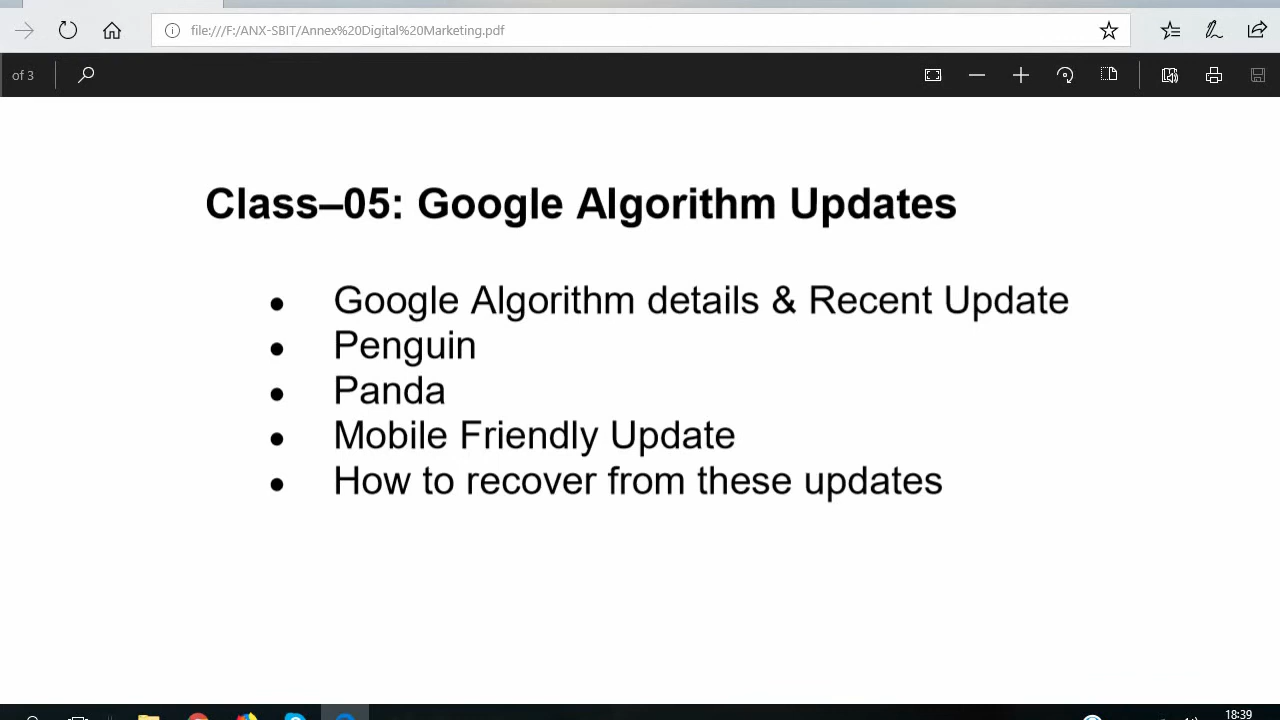 file:///F:/ANX-SBIT/Annex%20Digital%20Marketing.pdf
of 3
Class–05: Google Algorithm Updates
● Google Algorithm details & Recent Update
● Penguin
● Panda
● Mobile Friendly Update
● How to recover from these updates
18:39